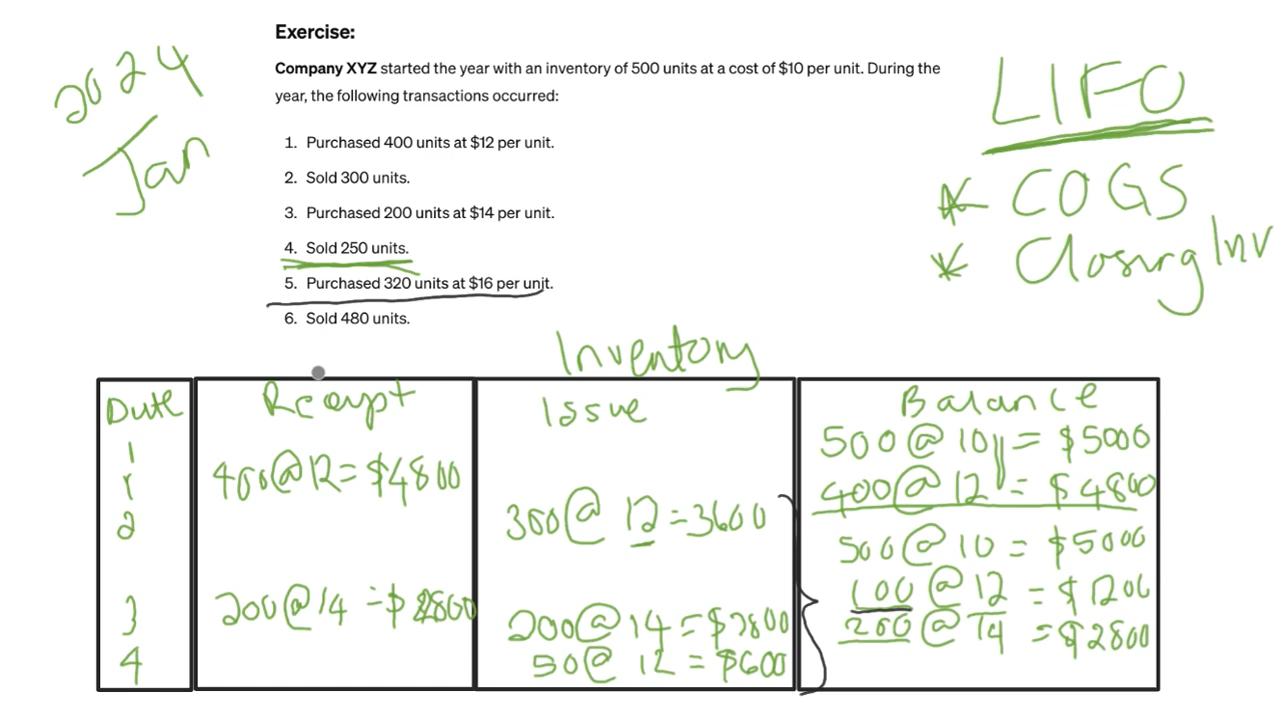 Exercise:
Company XYZ started the year with an inventory of 500 units at a cost of $10 per unit. During the
year, the following transactions occurred:
1. Purchased 400 units at $12 per unit.
2. Sold 300 units.
3. Purchased 200 units at $14 per unit.
4. Sold 250 units.
5. Purchased 320 units at $16 per unit.
6. Sold 480 units.
2024
Jan
LIFO
* COGS
* Closing Inv
Inventory
Date Receipt Issue Balance
1 500 @ 10 = $5000
1 400 @ 12 = $4800 400 @ 12 = $4800
2 300 @ 12 = 3600 500 @ 10 = $5000
100 @ 12 = $1200
3 200 @ 14 = $2800 200 @ 14 = $2800 200 @ 14 = $2800
4 50 @ 12 = $600